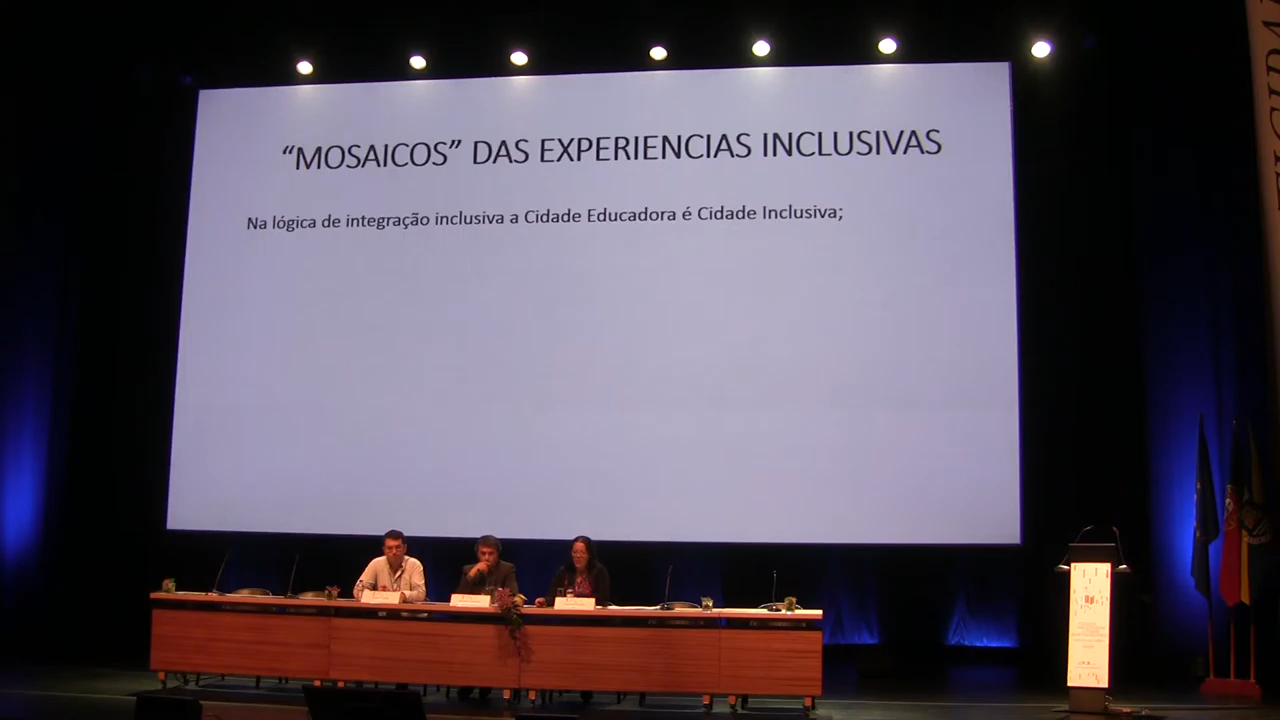 “MOSAICOS” DAS EXPERIENCIAS INCLUSIVAS
Na lógica de integração inclusiva a Cidade Educadora é Cidade Inclusiva;